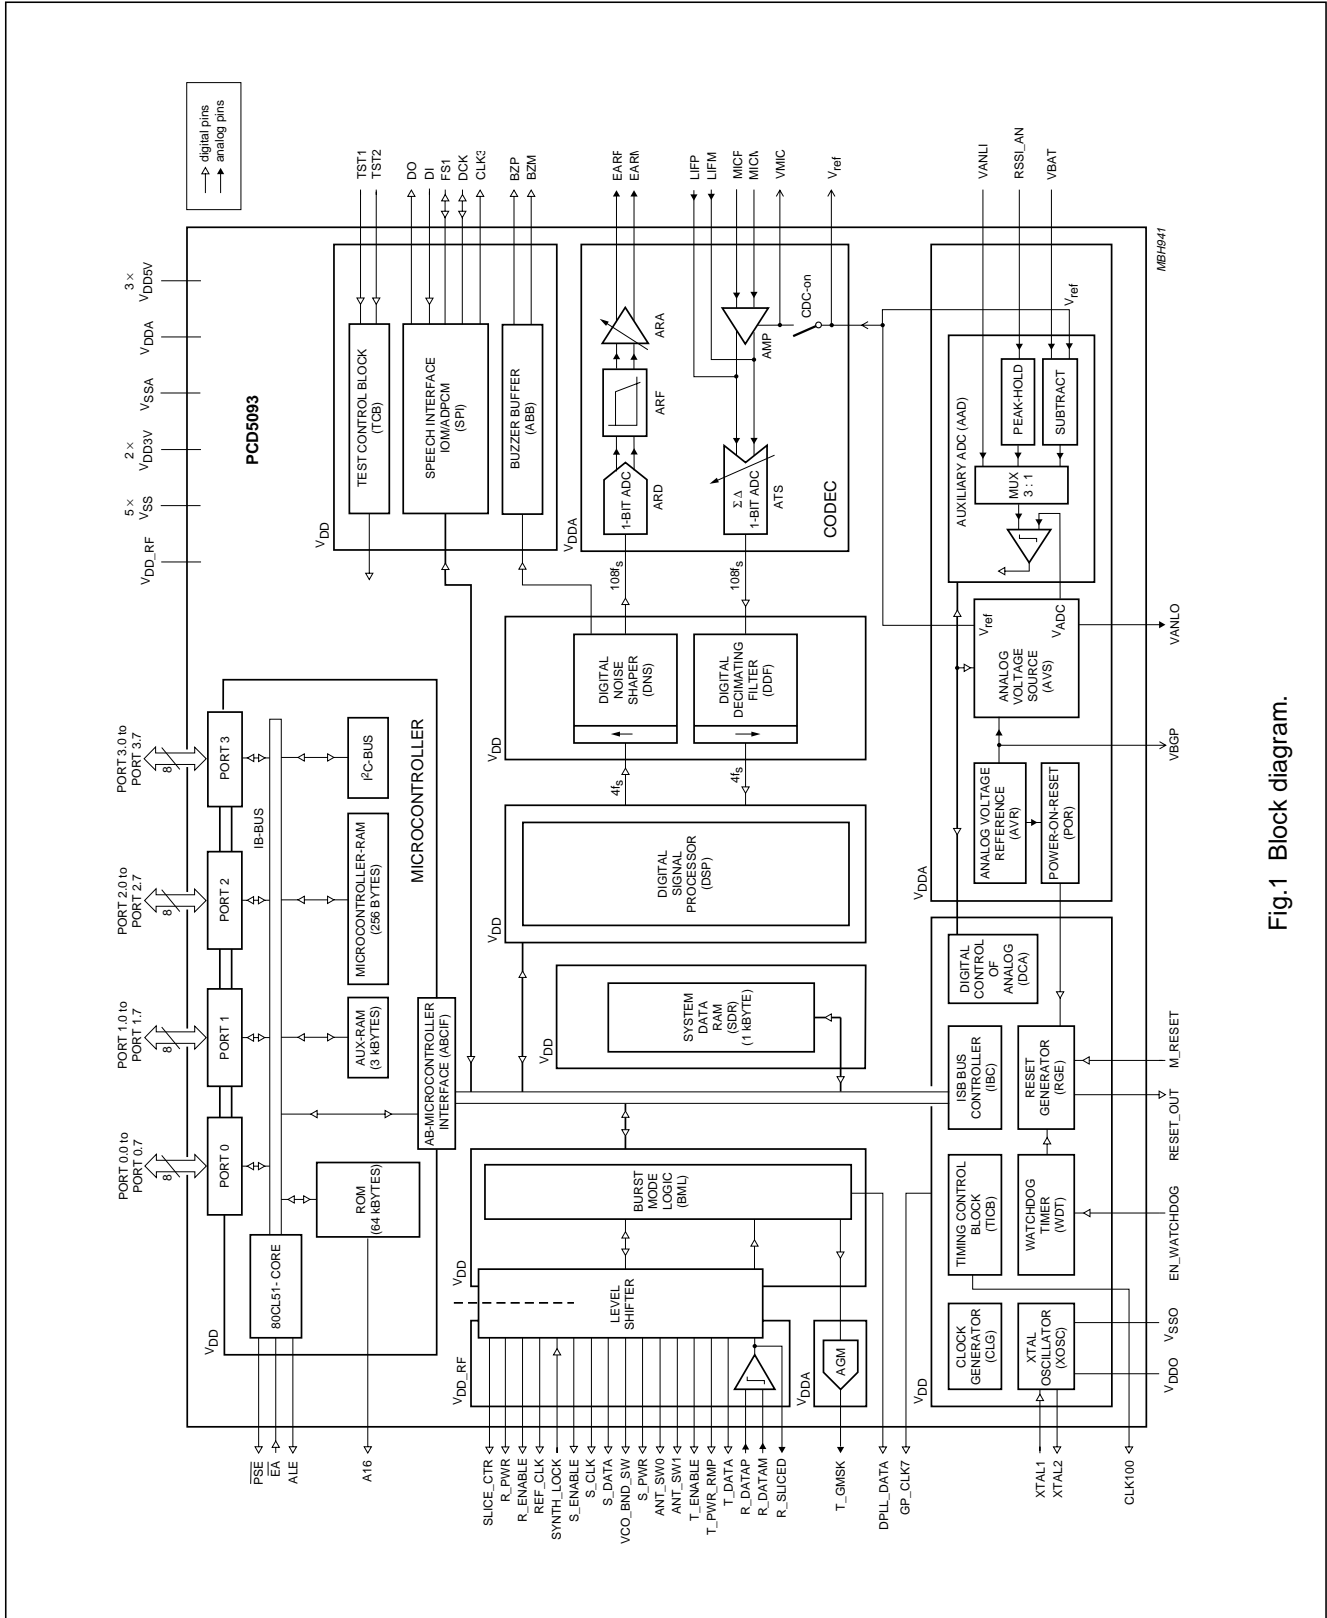 digital pins
analog pins
3 ×
VDD5V
VDDA
VSSA
2 ×
VDD3V
5 ×
VSS
VDD_RF
PCD5093
TST1
TST2
DO
DI
FS1
DCK
CLK3
BZP
BZM
EARP
EARM
LIFP
LIFM
MICP
MICM
VMIC
Vref
VANLI
RSSI_AN
VBAT
VDD
TEST CONTROL BLOCK
(TCB)
SPEECH INTERFACE
IOM/ADPCM
(SPI)
BUZZER BUFFER
(ABB)
VDDA
1-BIT ADC
ARD
ARF
ARA
AMP
CDC-on
Σ Δ
1-BIT ADC
ATS
CODEC
108fs
108fs
VDD
DIGITAL
NOISE
SHAPER
(DNS)
DIGITAL
DECIMATING
FILTER
(DDF)
4fs
4fs
VDD
DIGITAL
SIGNAL
PROCESSOR
(DSP)
VDD
SYSTEM
DATA
RAM
(SDR)
(1 kBYTE)
PORT 0.0 to
PORT 0.7
PORT 1.0 to
PORT 1.7
PORT 2.0 to
PORT 2.7
PORT 3.0 to
PORT 3.7
8
8
8
8
PORT 0
PORT 1
PORT 2
PORT 3
IB-BUS
80CL51- CORE
ROM
(64 kBYTES)
AUX-RAM
(3 kBYTES)
MICROCONTROLLER-RAM
(256 BYTES)
I2C-BUS
MICROCONTROLLER
AB-MICROCONTROLLER
INTERFACE (ABCIF)
VDD
PSE
EA
ALE
A16
VDD
BURST
MODE
LOGIC
(BML)
LEVEL
SHIFTER
VDD_RF
VDDA
AGM
SLICE_CTR
R_PWR
R_ENABLE
REF_CLK
SYNTH_LOCK
S_ENABLE
S_CLK
S_DATA
VCO_BND_SW
S_PWR
ANT_SW0
ANT_SW1
T_ENABLE
T_PWR_RMP
T_DATA
R_DATAP
R_DATAM
R_SLICED
T_GMSK
DPLL_DATA
GP_CLK7
XTAL1
XTAL2
CLK100
VDD
CLOCK
GENERATOR
(CLG)
XTAL
OSCILLATOR
(XOSC)
TIMING CONTROL
BLOCK
(TICB)
WATCHDOG
TIMER
(WDT)
ISB BUS
CONTROLLER
(IBC)
RESET
GENERATOR
(RGE)
DIGITAL
CONTROL
OF
ANALOG
(DCA)
VDDO
VSSO
EN_WATCHDOG
RESET_OUT
M_RESET
VDDA
ANALOG VOLTAGE
REFERENCE
(AVR)
POWER-ON-RESET
(POR)
ANALOG
VOLTAGE
SOURCE
(AVS)
Vref
VADC
AUXILIARY ADC (AAD)
MUX
3 : 1
PEAK-HOLD
SUBTRACT
Vref
VBGP
VANLO
MBH941
Fig.1 Block diagram.